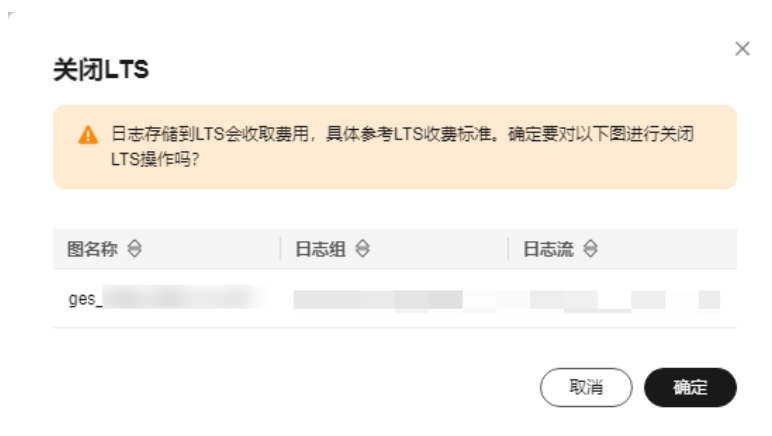 关闭LTS
日志存储到LTS会收取费用，具体参考LTS收费标准。确定要对以下图进行关闭
LTS操作吗？
图名称 日志组 日志流
ges_
取消 确定